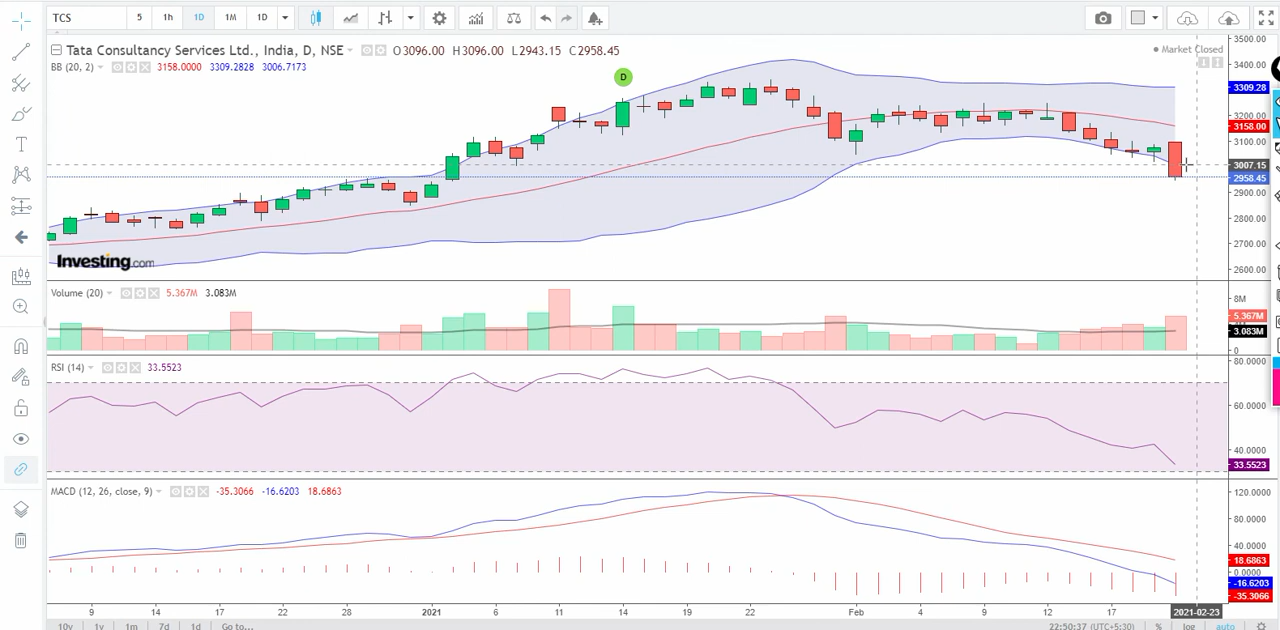 TCS 5 1h 1D 1M 1D
Tata Consultancy Services Ltd., India, D, NSE O3096.00 H3096.00 L2943.15 C2958.45
Market Closed
BB (20, 2) 3158.0000 3309.2828 3006.7173
D
3500.00
3400.00
3309.28
3200.00
3158.00
3100.00
3007.15
2958.45
2900.00
2800.00
2700.00
2600.00
Investing.com
Volume (20) 5.367M 3.083M
8M
5.367M
3.083M
0
RSI (14) 33.5523
80.0000
60.0000
40.0000
33.5523
MACD (12, 26, close, 9) -35.3066 -16.6203 18.6863
120.0000
80.0000
40.0000
18.6863
0.0000
-16.6203
-35.3066
9 14 17 22 28 2021 6 11 14 19 22 Feb 4 9 12 17 2021-02-23
10y 1y 1m 7d 1d Go to... 22:50:37 (UTC+5:30) % log auto